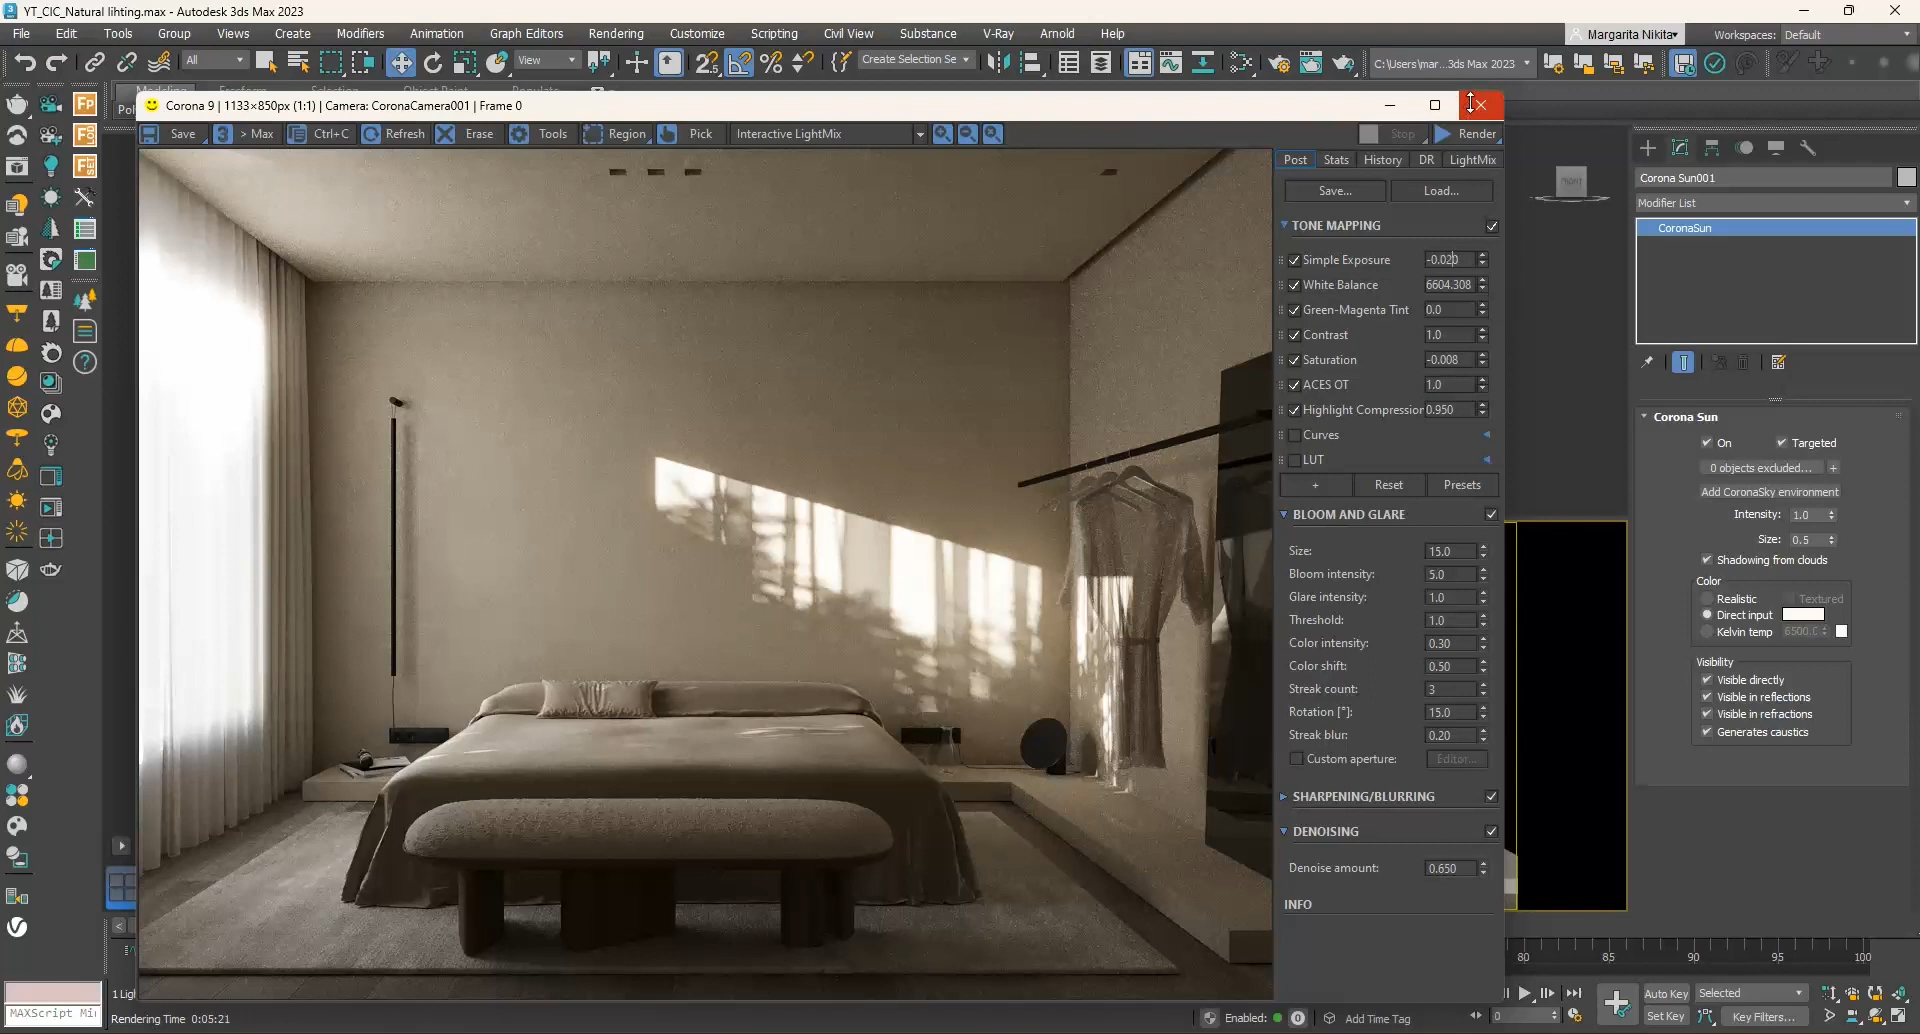 YT_CIC_Natural lihting.max - Autodesk 3ds Max 2023
File Edit Tools Group Views Create Modifiers Animation Graph Editors Rendering Customize Scripting Civil View Substance V-Ray Arnold Help
Margarita Nikita
Workspaces: Default
All
View
Create Selection Se
C:\Users\mar...3ds Max 2023
Modeling Freeform Selection Object Paint Populate
Corona 9 | 1133×850px (1:1) | Camera: CoronaCamera001 | Frame 0
Save > Max Ctrl+C Refresh Erase Tools Region Pick Interactive LightMix Stop Render
Post Stats History DR LightMix
Save... Load...
TONE MAPPING
Simple Exposure -0.020
White Balance 6604.308
Green-Magenta Tint 0.0
Contrast 1.0
Saturation -0.008
ACES OT 1.0
Highlight Compression 0.950
Curves
LUT
+ Reset Presets
BLOOM AND GLARE
Size: 15.0
Bloom intensity: 5.0
Glare intensity: 1.0
Threshold: 1.0
Color intensity: 0.30
Color shift: 0.50
Streak count: 3
Rotation [°]: 15.0
Streak blur: 0.20
Custom aperture: Editor...
SHARPENING/BLURRING
DENOISING
Denoise amount: 0.650
INFO
FRONT
Corona Sun001
Modifier List
CoronaSun
Corona Sun
On Targeted
0 objects excluded... +
Add CoronaSky environment
Intensity: 1.0
Size: 0.5
Shadowing from clouds
Color
Realistic Textured
Direct input
Kelvin temp 6500.0
Visibility
Visible directly
Visible in reflections
Visible in refractions
Generates caustics
80 85 90 95 100
1 Ligh
MAXScript Mi
Rendering Time 0:05:21
Enabled: 0
Add Time Tag
0
Auto Key Selected
Set Key Key Filters...